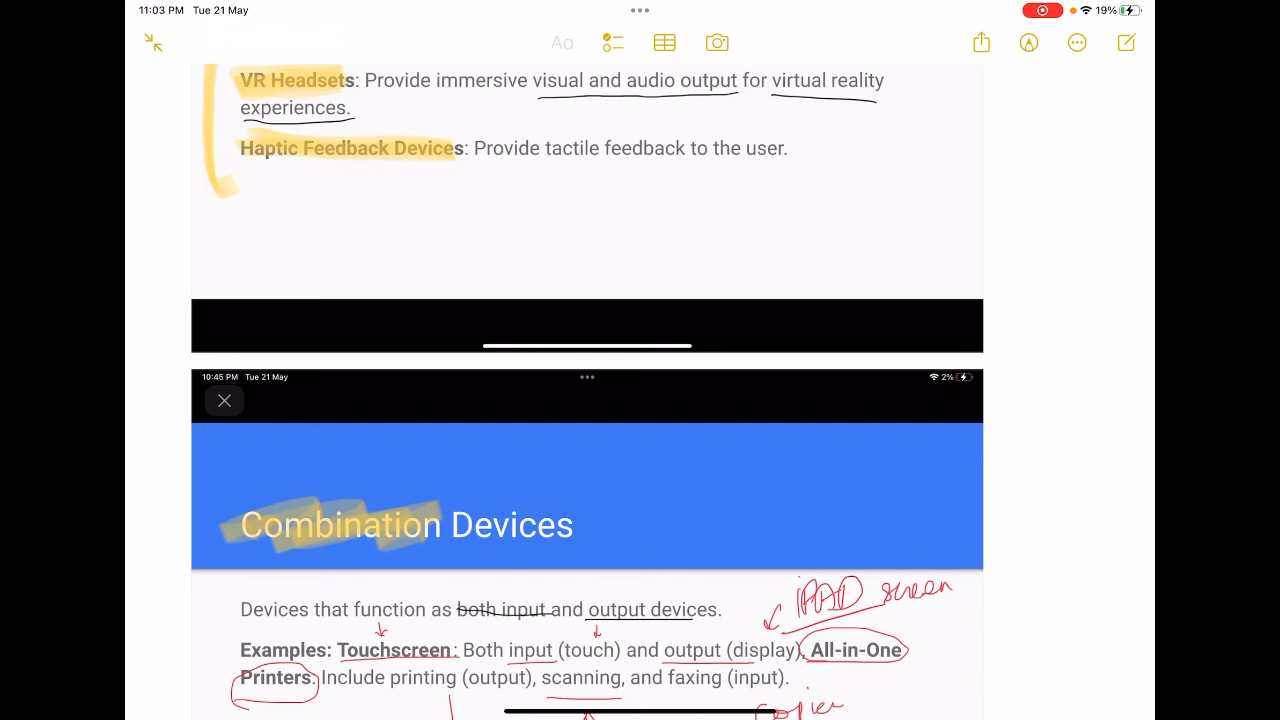 11:03 PM Tue 21 May 19%
Aa
VR Headsets: Provide immersive visual and audio output for virtual reality
experiences.
Haptic Feedback Devices: Provide tactile feedback to the user.
10:45 PM Tue 21 May 2%
Combination Devices
iPAD screen
Devices that function as both input and output devices.
Examples: Touchscreen: Both input (touch) and output (display), All-in-One
Printers: Include printing (output), scanning, and faxing (input).
copier